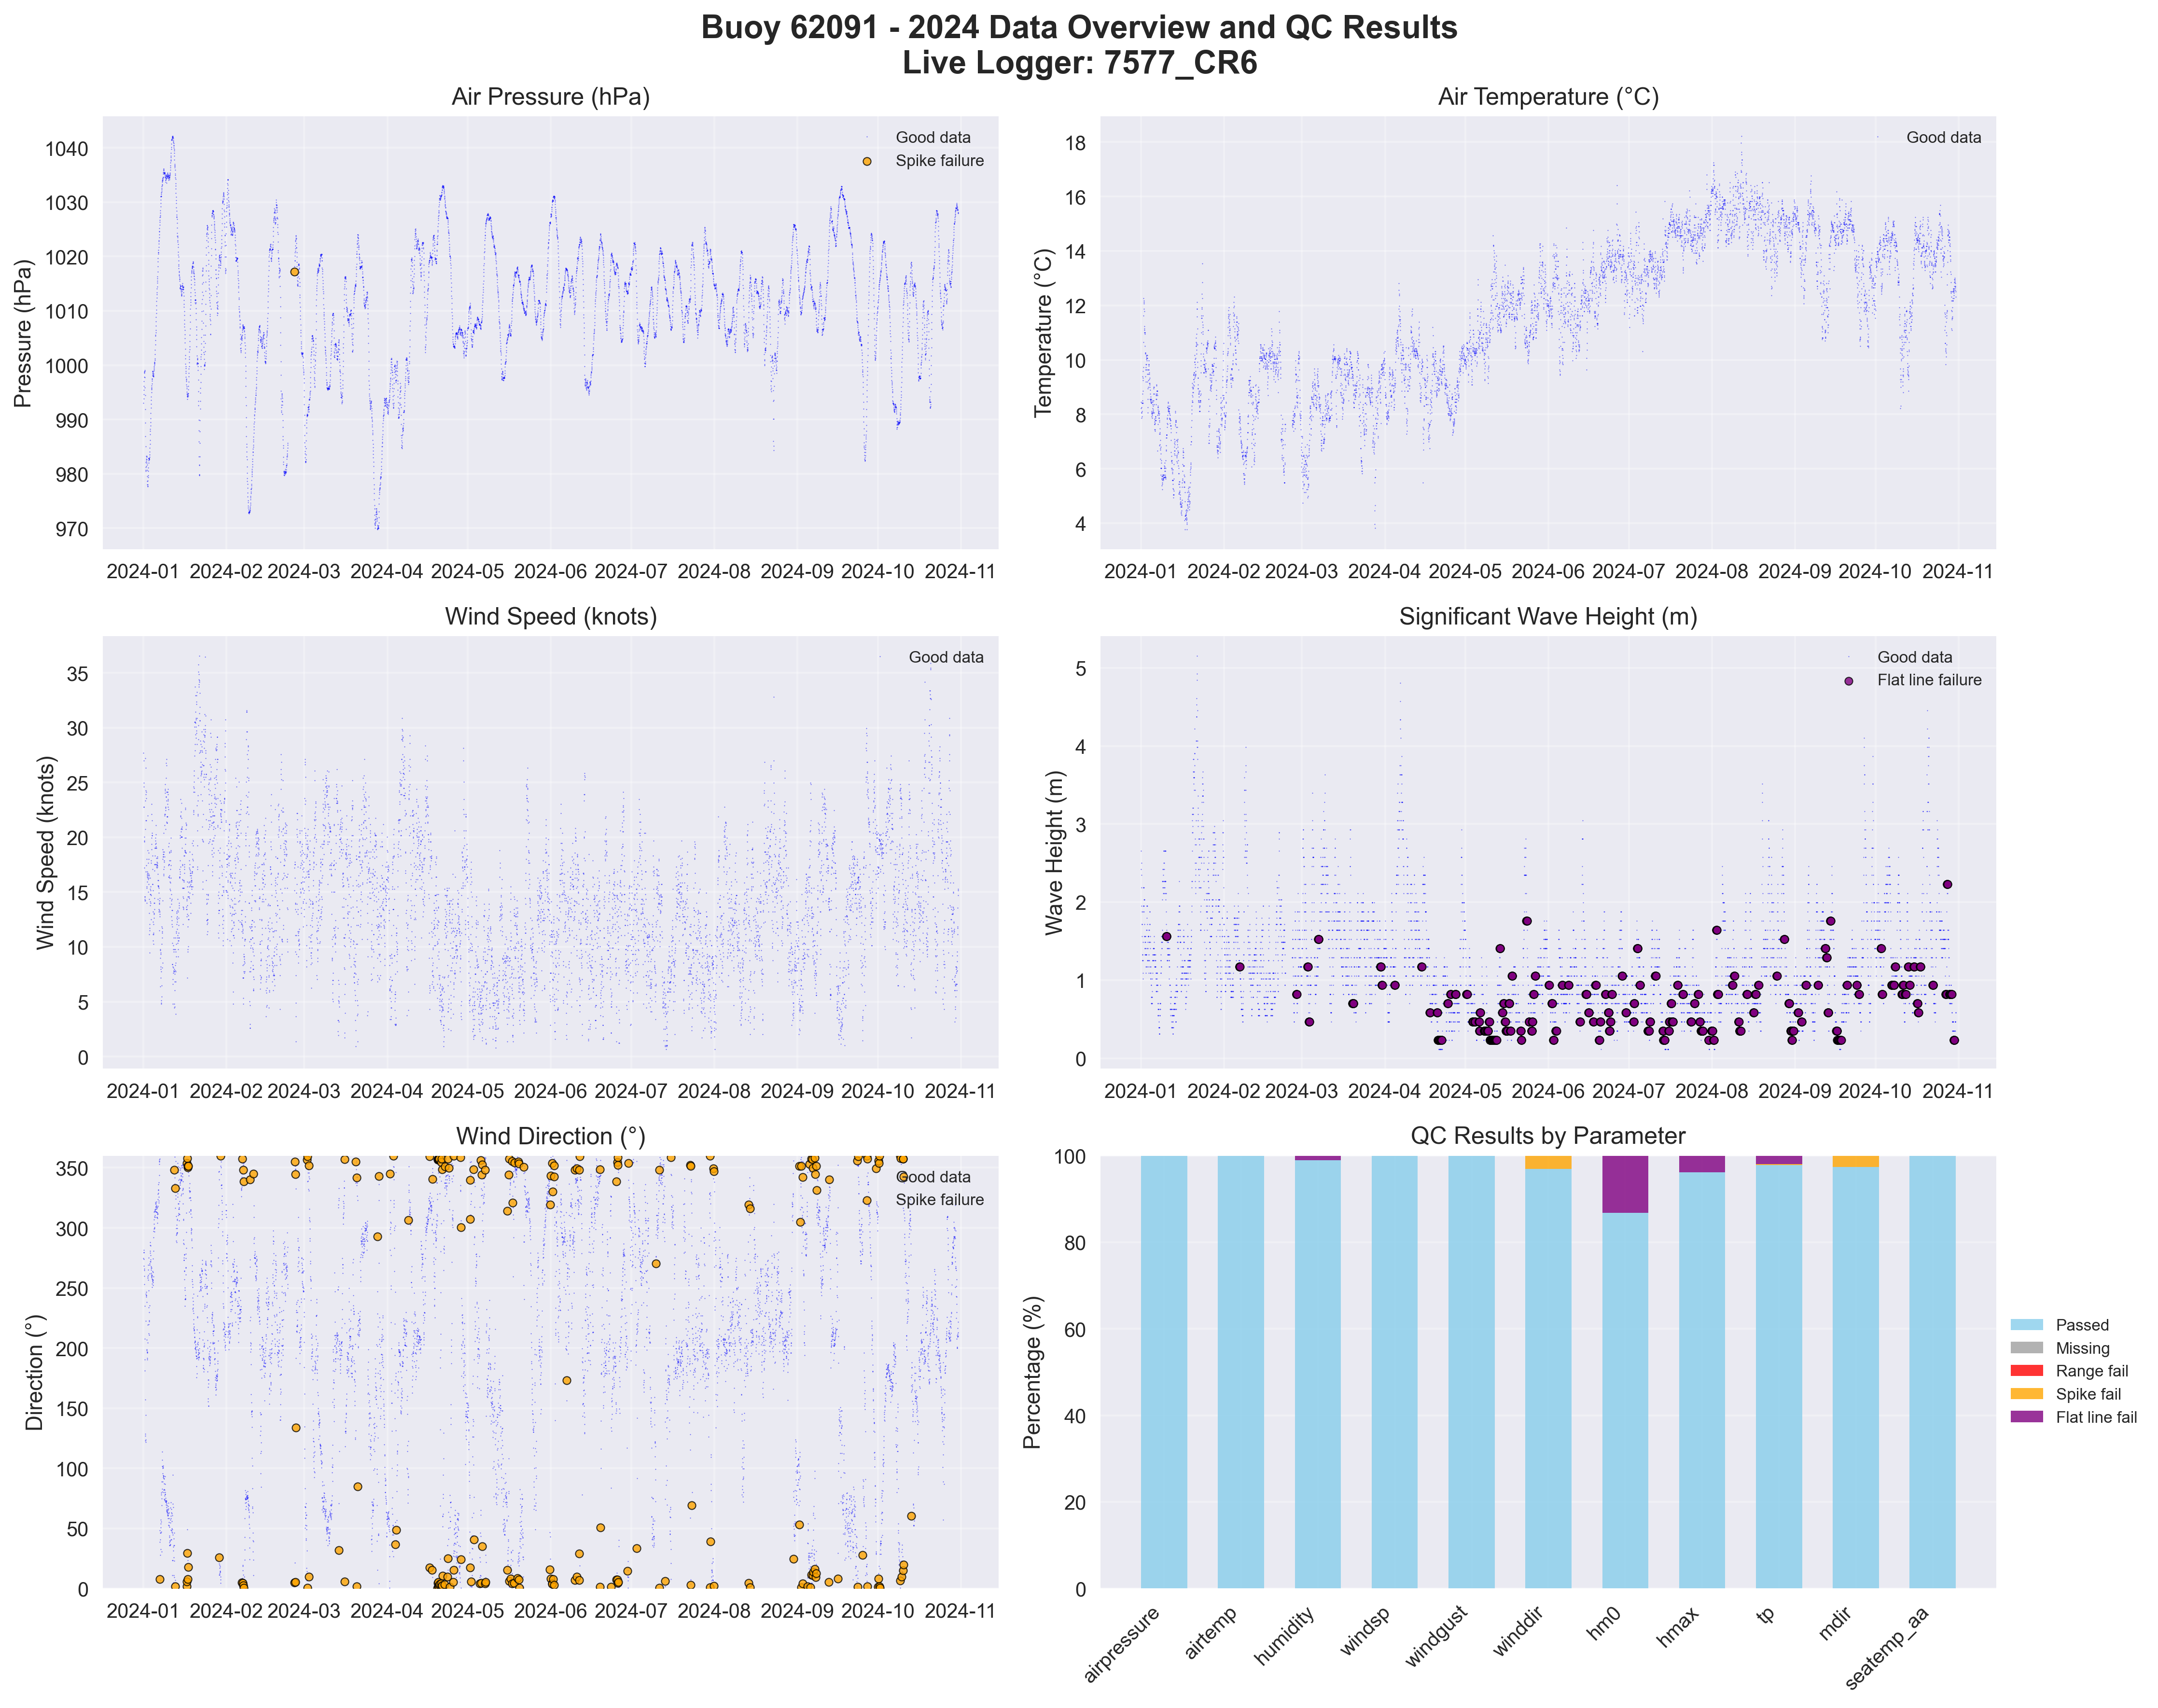 Buoy 62091 - 2024 Data Overview and QC Results
Live Logger: 7577_CR6
Air Pressure (hPa)
Good data
Spike failure
Pressure (hPa)
1040
1030
1020
1010
1000
990
980
970
2024-01 2024-02 2024-03 2024-04 2024-05 2024-06 2024-07 2024-08 2024-09 2024-10 2024-11
Air Temperature (°C)
Good data
Temperature (°C)
18
16
14
12
10
8
6
4
2024-01 2024-02 2024-03 2024-04 2024-05 2024-06 2024-07 2024-08 2024-09 2024-10 2024-11
Wind Speed (knots)
Good data
Wind Speed (knots)
35
30
25
20
15
10
5
0
2024-01 2024-02 2024-03 2024-04 2024-05 2024-06 2024-07 2024-08 2024-09 2024-10 2024-11
Significant Wave Height (m)
Good data
Flat line failure
Wave Height (m)
5
4
3
2
1
0
2024-01 2024-02 2024-03 2024-04 2024-05 2024-06 2024-07 2024-08 2024-09 2024-10 2024-11
Wind Direction (°)
Good data
Spike failure
Direction (°)
350
300
250
200
150
100
50
0
2024-01 2024-02 2024-03 2024-04 2024-05 2024-06 2024-07 2024-08 2024-09 2024-10 2024-11
QC Results by Parameter
Percentage (%)
100
80
60
40
20
0
airpressure airtemp humidity windsp windgust winddir hm0 hmax tp mdir seatemp_aa
Passed
Missing
Range fail
Spike fail
Flat line fail